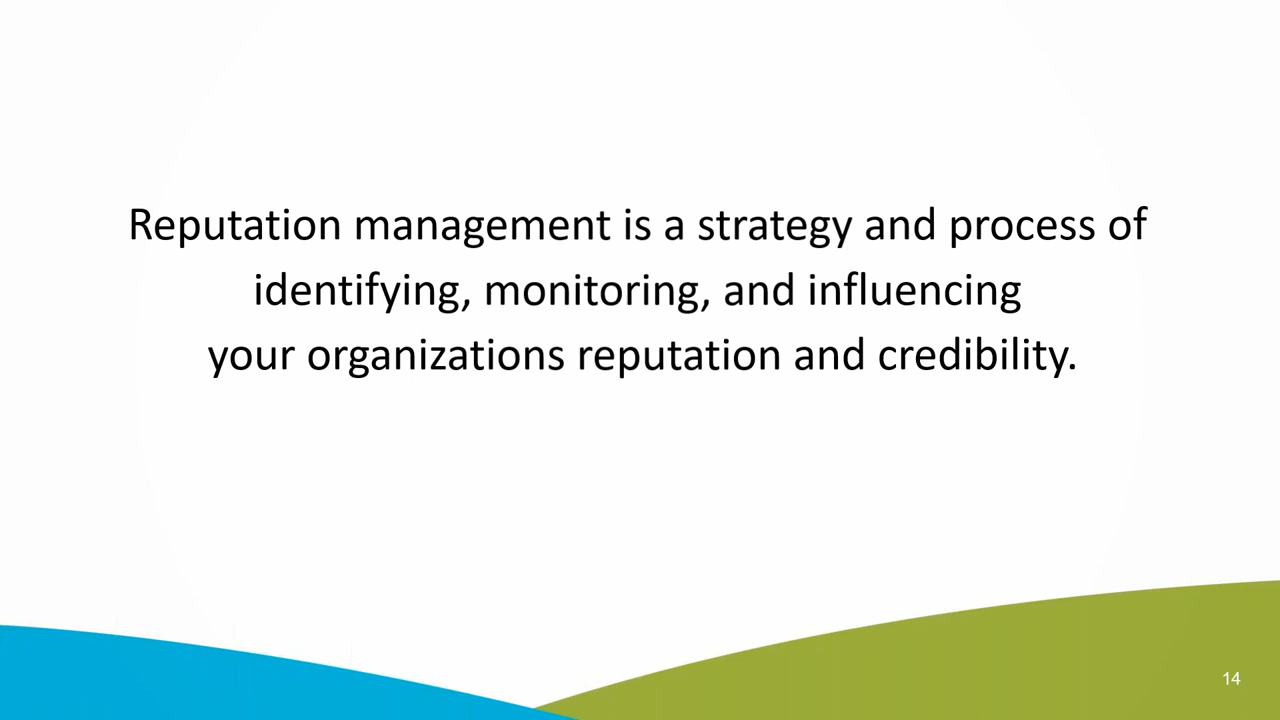 Reputation management is a strategy and process of
identifying, monitoring, and influencing
your organizations reputation and credibility.
14